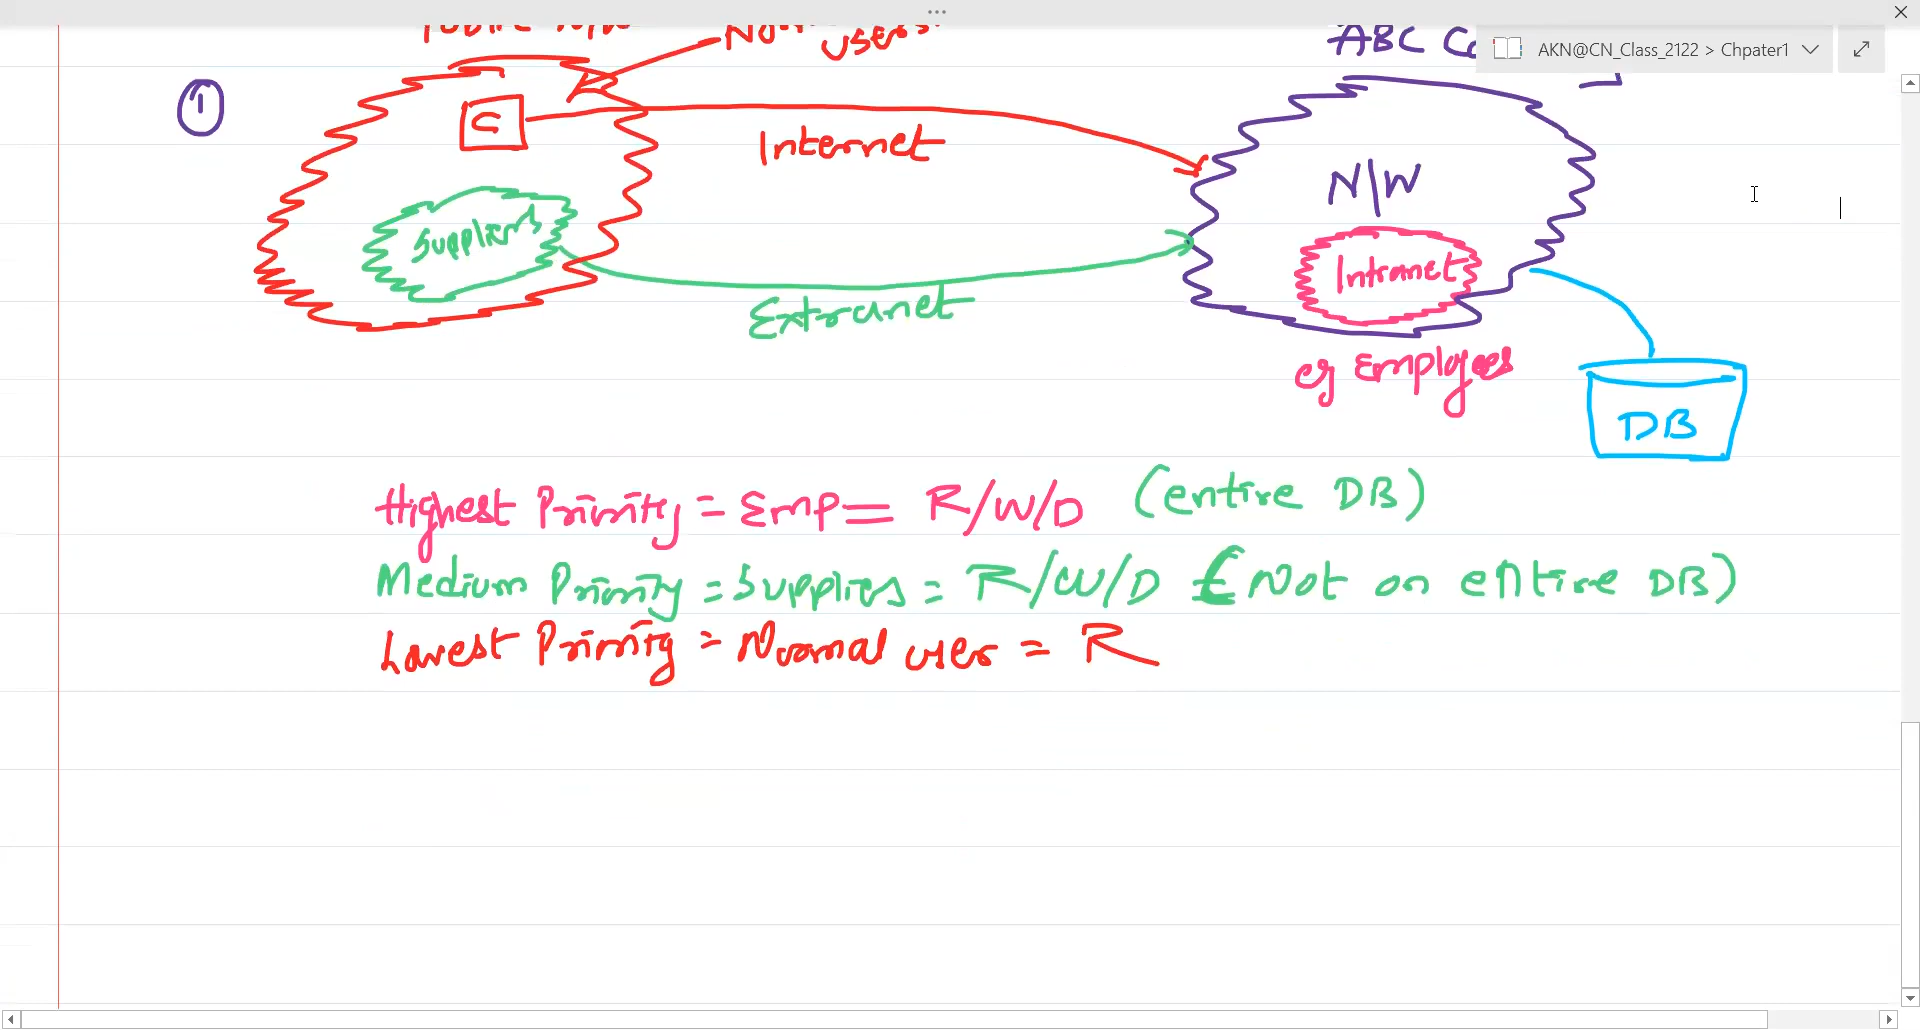 users.
ABC
AKN@CN_Class_2122 > Chpater1
1
C
Internet
N/W
Suppliers
Intranet
Extranet
eg Employees
DB
Highest Priority = Emp = R/W/D (entire DB)
Medium Priority = Suppliers = R/W/D (Not on entire DB)
Lowest Priority = Normal users = R